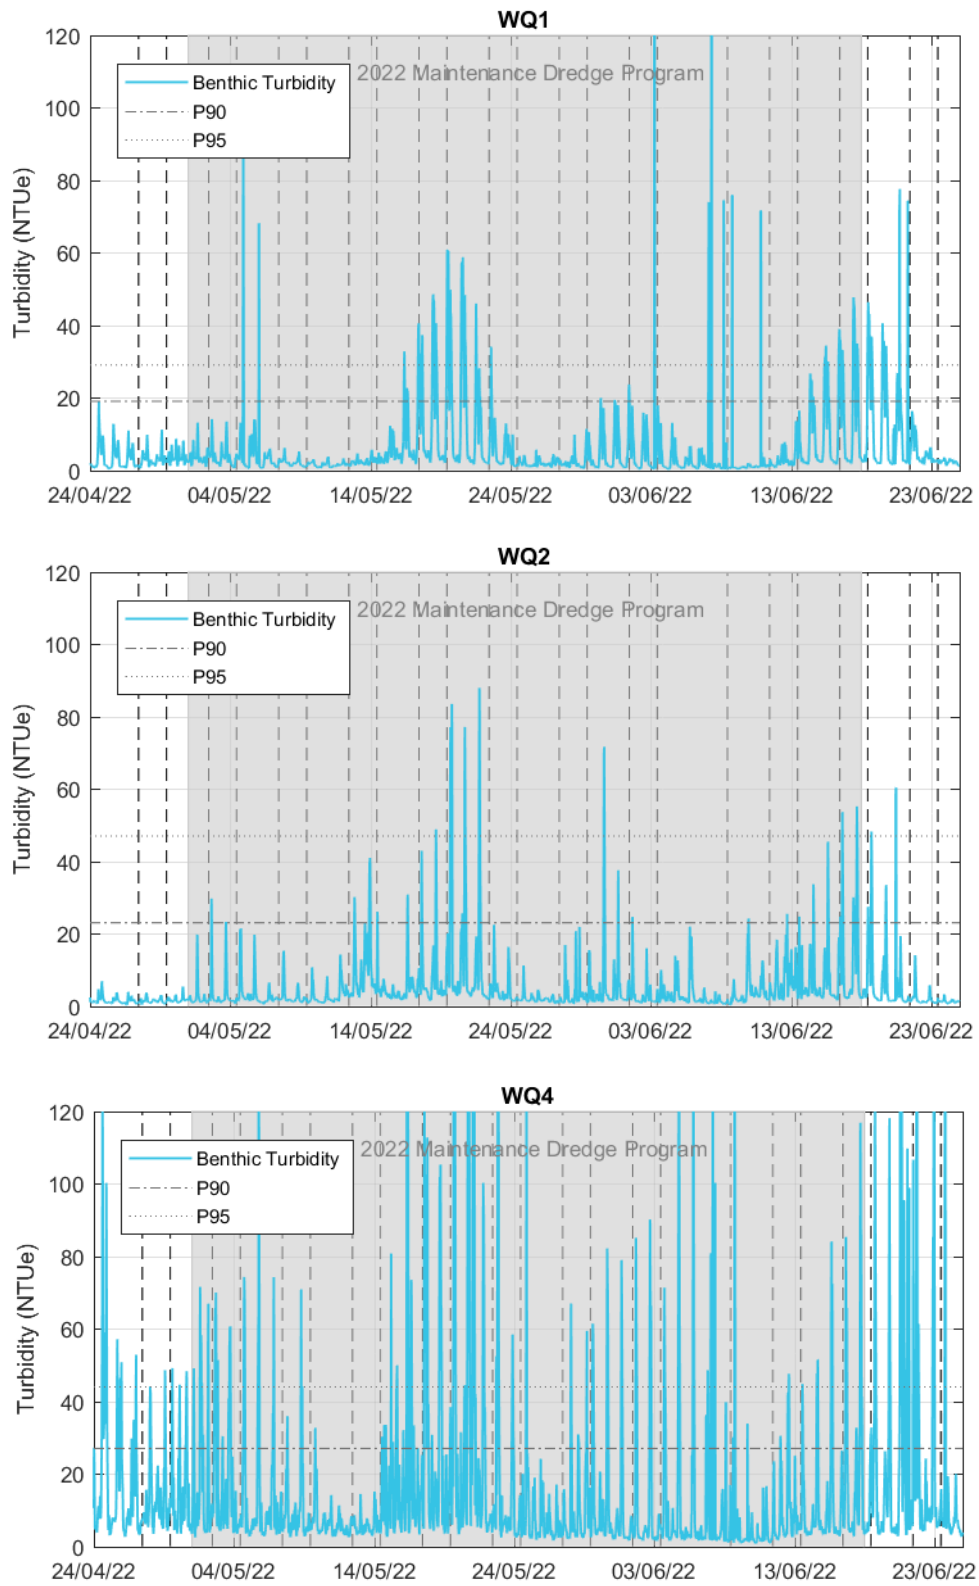 WQ1
120
100
80
60
40
20
0
Turbidity (NTUe)
2022 Maintenance Dredge Program
Benthic Turbidity
P90
P95
24/04/22 04/05/22 14/05/22 24/05/22 03/06/22 13/06/22 23/06/22
WQ2
120
100
80
60
40
20
0
Turbidity (NTUe)
2022 Maintenance Dredge Program
Benthic Turbidity
P90
P95
24/04/22 04/05/22 14/05/22 24/05/22 03/06/22 13/06/22 23/06/22
WQ4
120
100
80
60
40
20
0
Turbidity (NTUe)
2022 Maintenance Dredge Program
Benthic Turbidity
P90
P95
24/04/22 04/05/22 14/05/22 24/05/22 03/06/22 13/06/22 23/06/22